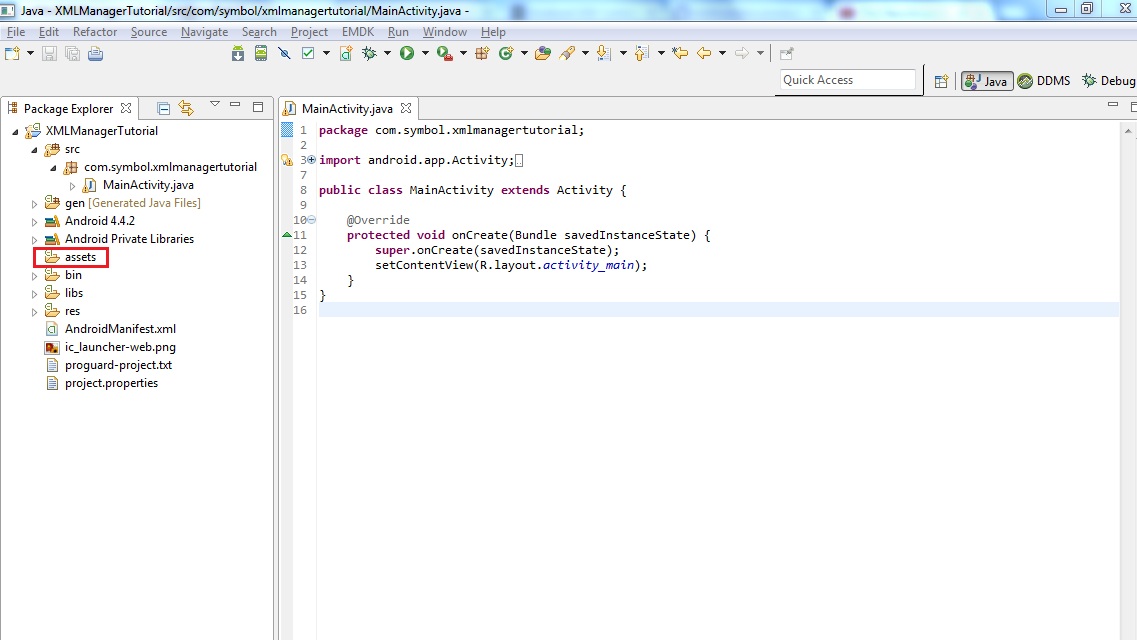 Java - XMLManagerTutorial/src/com/symbol/xmlmanagertutorial/MainActivity.java -
File Edit Refactor Source Navigate Search Project EMDK Run Window Help
Quick Access
Java DDMS Debug
Package Explorer
MainActivity.java
XMLManagerTutorial
src
com.symbol.xmlmanagertutorial
MainActivity.java
gen [Generated Java Files]
Android 4.4.2
Android Private Libraries
assets
bin
libs
res
AndroidManifest.xml
ic_launcher-web.png
proguard-project.txt
project.properties
1 package com.symbol.xmlmanagertutorial;
2
3 import android.app.Activity;
7
8 public class MainActivity extends Activity {
9
10 @Override
11 protected void onCreate(Bundle savedInstanceState) {
12 super.onCreate(savedInstanceState);
13 setContentView(R.layout.activity_main);
14 }
15 }
16